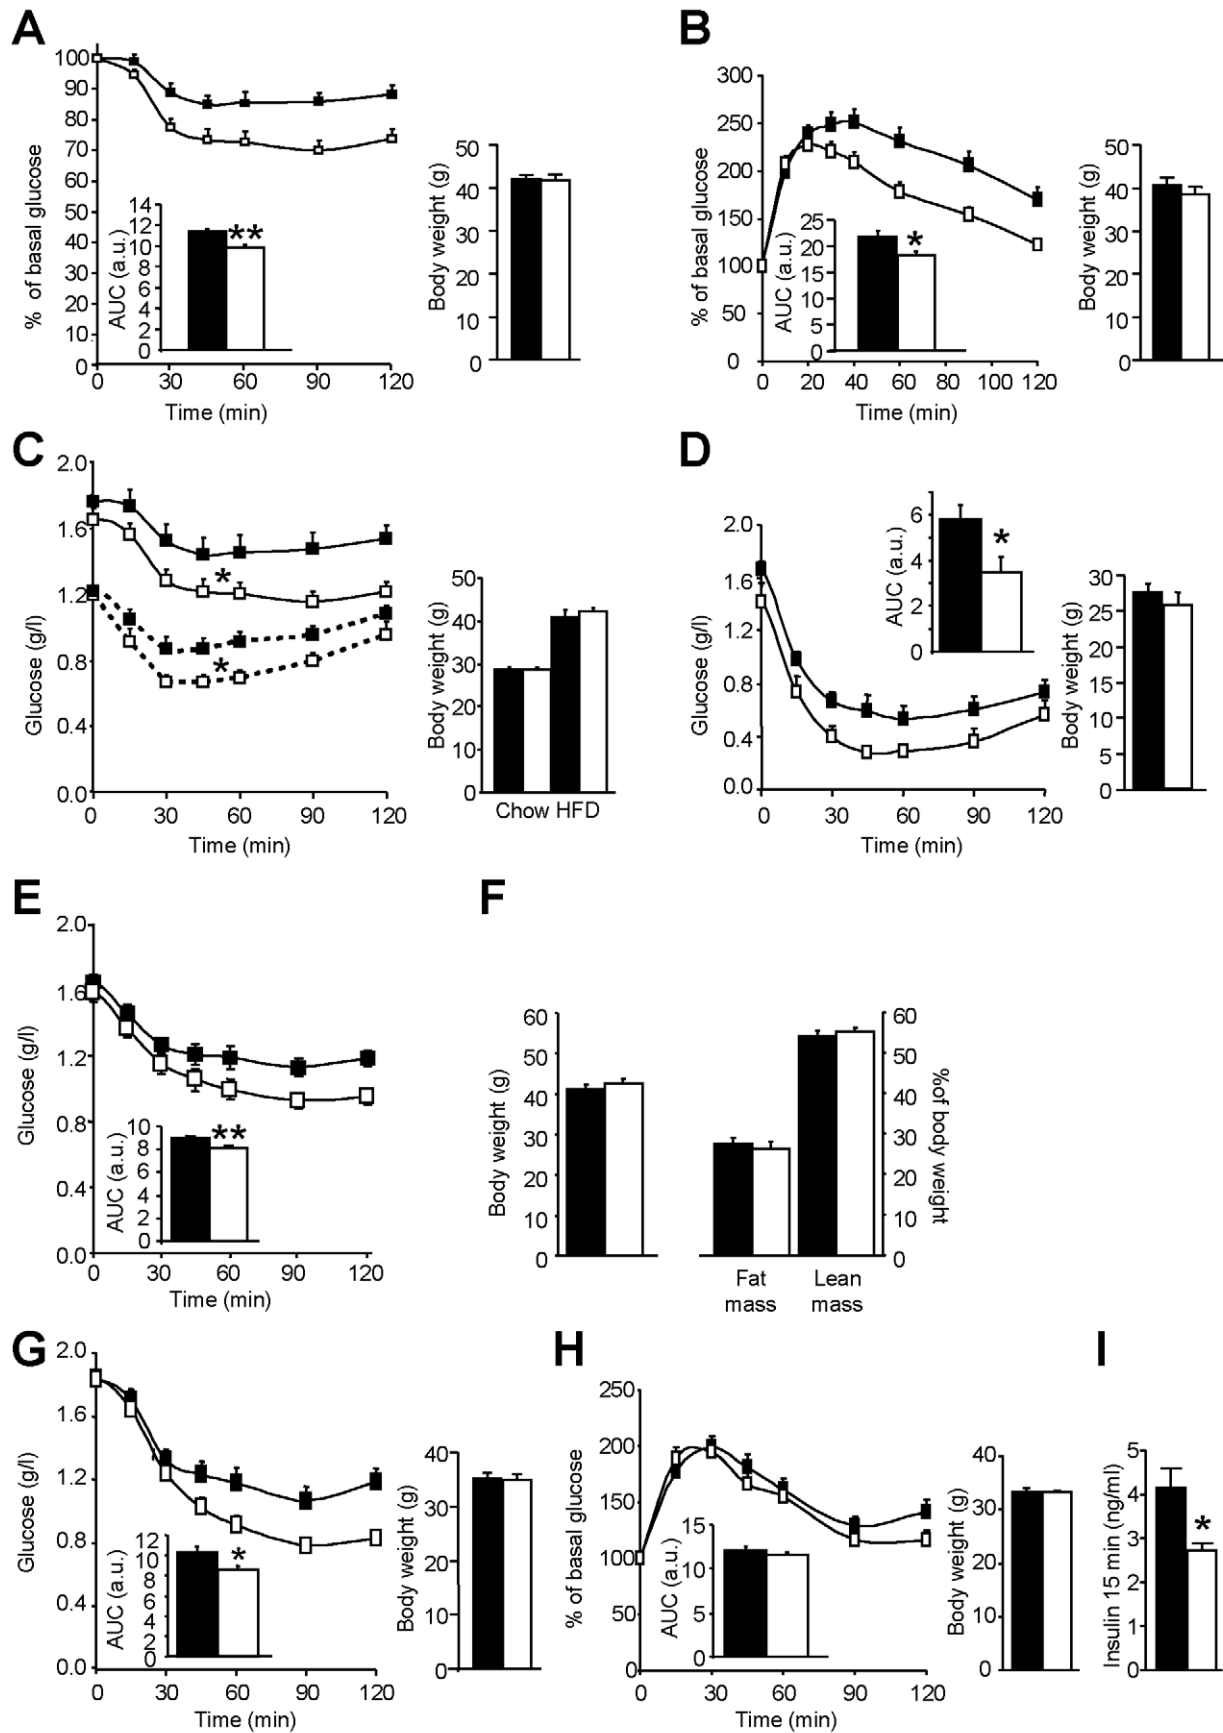 A
% of basal glucose
100
90
80
70
60
50
40
30
20
10
0
0 30 60 90 120
Time (min)
AUC (a.u.)
14
12
10
8
6
4
2
0
**
Body weight (g)
50
40
30
20
10
0
B
% of basal glucose
300
250
200
150
100
50
0
0 20 40 60 80 100 120
Time (min)
AUC (a.u.)
25
20
15
10
5
0
*
Body weight (g)
50
40
30
20
10
0
C
Glucose (g/l)
2.0
1.6
1.2
0.8
0.4
0.0
*
*
0 30 60 90 120
Time (min)
Body weight (g)
50
40
30
20
10
0
Chow HFD
D
Glucose (g/l)
2.0
1.6
1.2
0.8
0.4
0.0
0 30 60 90 120
Time (min)
AUC (a.u.)
6
4
2
0
*
Body weight (g)
30
25
20
15
10
5
0
E
Glucose (g/l)
2.0
1.6
1.2
0.8
0.4
0.0
0 30 60 90 120
Time (min)
AUC (a.u.)
10
8
6
4
2
0
**
F
Body weight (g)
60
50
40
30
20
10
0
Fat
mass
Lean
mass
60
50
40
30
20
10
0
%of body weight
G
Glucose (g/l)
2.0
1.6
1.2
0.8
0.4
0.0
0 30 60 90 120
Time (min)
AUC (a.u.)
12
10
8
6
4
2
0
*
Body weight (g)
40
30
20
10
0
H
% of basal glucose
250
200
150
100
50
0
0 30 60 90 120
Time (min)
AUC (a.u.)
15
10
5
0
Body weight (g)
40
30
20
10
0
I
Insulin 15 min (ng/ml)
5
4
3
2
1
0
*